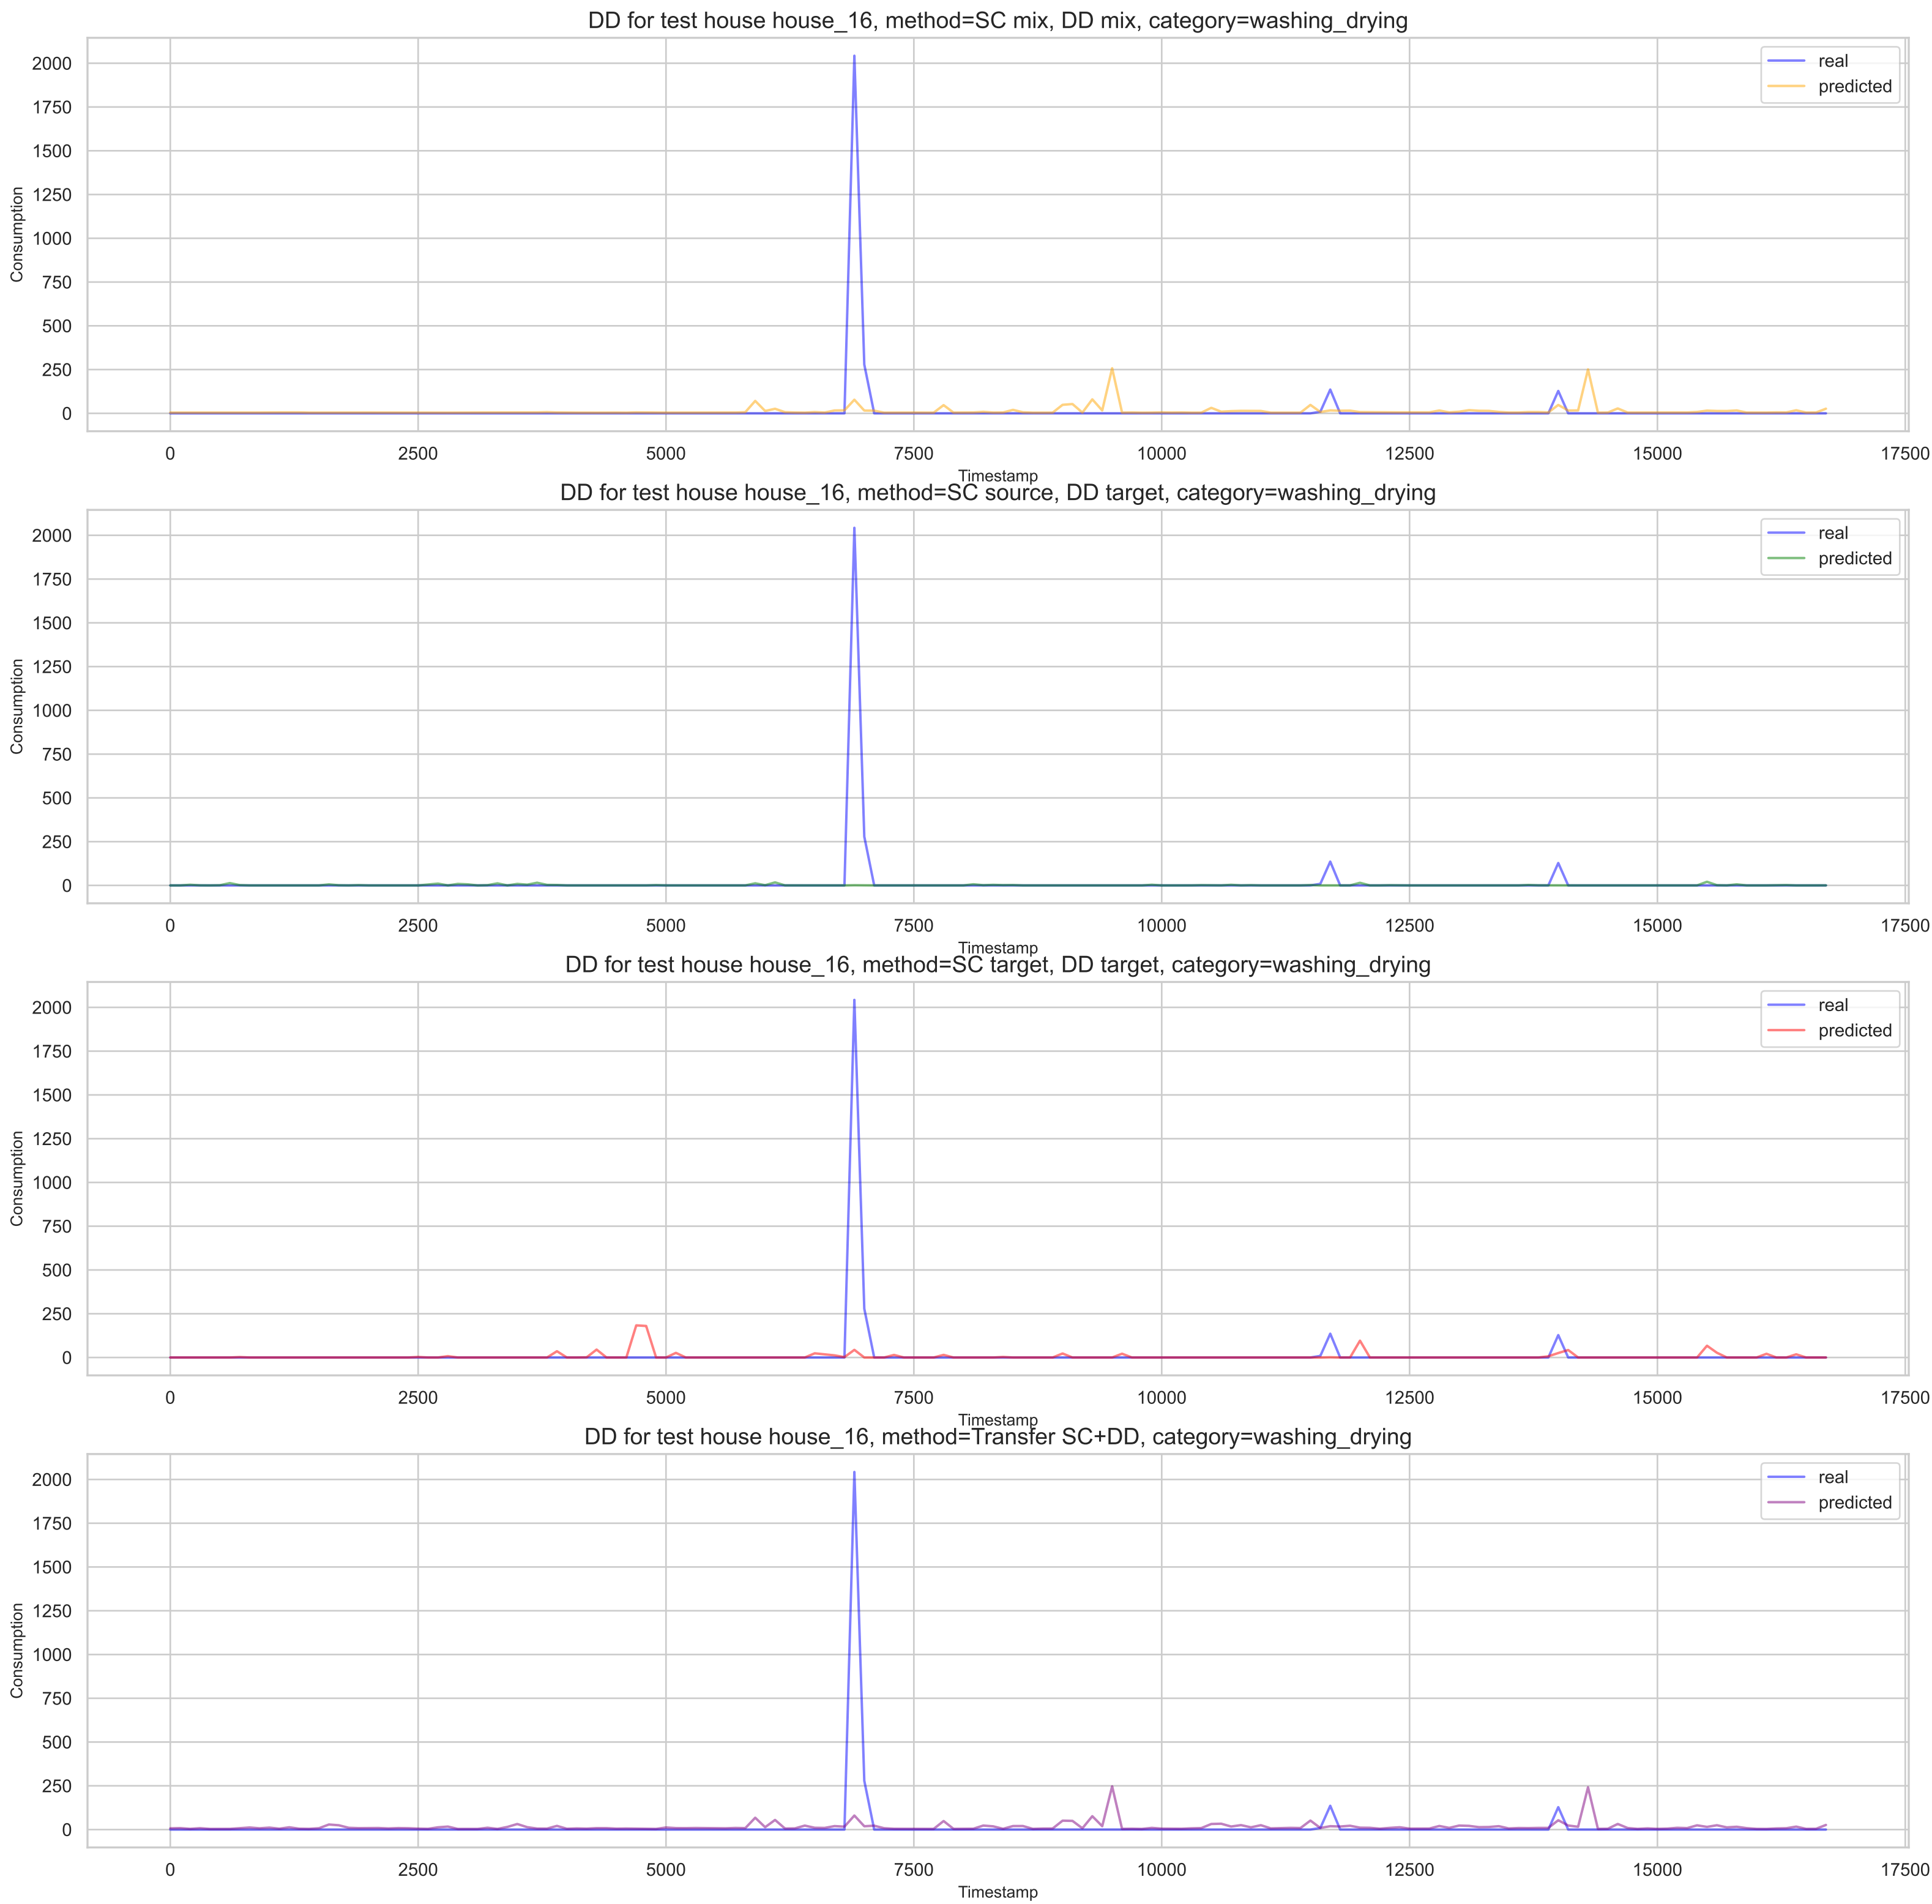 DD for test house house_16, method=SC mix, DD mix, category=washing_drying
real
predicted
2000
1750
1500
1250
1000
750
500
250
0
Consumption
0 2500 5000 7500 10000 12500 15000 17500
Timestamp
DD for test house house_16, method=SC source, DD target, category=washing_drying
real
predicted
2000
1750
1500
1250
1000
750
500
250
0
Consumption
0 2500 5000 7500 10000 12500 15000 17500
Timestamp
DD for test house house_16, method=SC target, DD target, category=washing_drying
real
predicted
2000
1750
1500
1250
1000
750
500
250
0
Consumption
0 2500 5000 7500 10000 12500 15000 17500
Timestamp
DD for test house house_16, method=Transfer SC+DD, category=washing_drying
real
predicted
2000
1750
1500
1250
1000
750
500
250
0
Consumption
0 2500 5000 7500 10000 12500 15000 17500
Timestamp